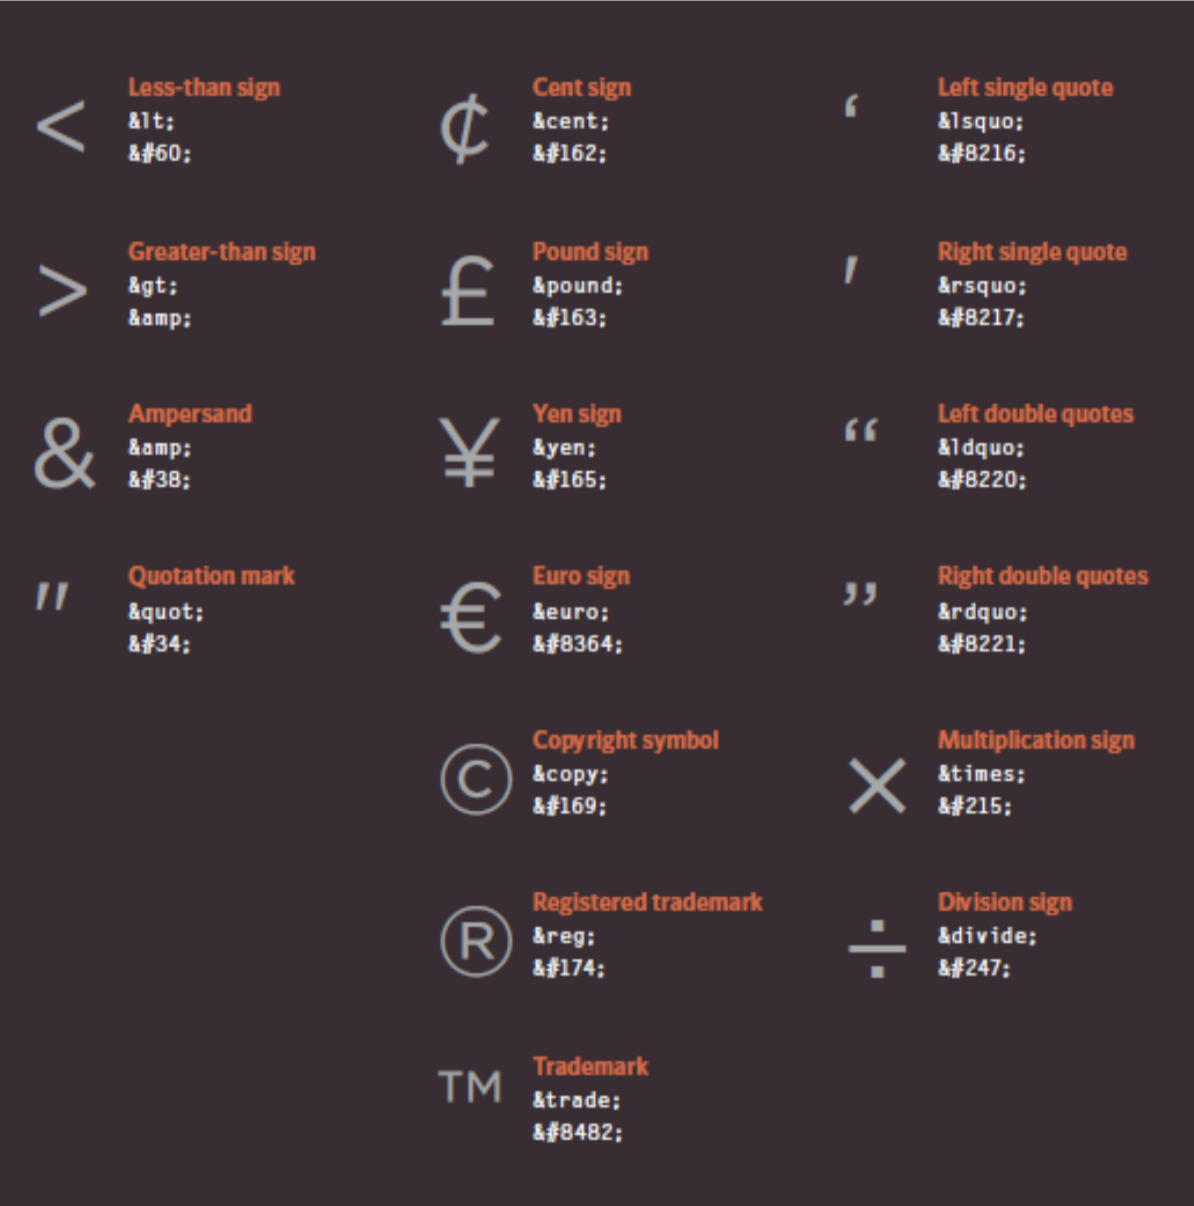 <
Less-than sign
&lt;
&#60;
>
Greater-than sign
&gt;
&amp;
&
Ampersand
&amp;
&#38;
"
Quotation mark
&quot;
&#34;
¢
Cent sign
&cent;
&#162;
£
Pound sign
&pound;
&#163;
¥
Yen sign
&yen;
&#165;
€
Euro sign
&euro;
&#8364;
©
Copyright symbol
&copy;
&#169;
®
Registered trademark
&reg;
&#174;
™
Trademark
&trade;
&#8482;
‘
Left single quote
&lsquo;
&#8216;
'
Right single quote
&rsquo;
&#8217;
“
Left double quotes
&ldquo;
&#8220;
”
Right double quotes
&rdquo;
&#8221;
×
Multiplication sign
&times;
&#215;
÷
Division sign
&divide;
&#247;